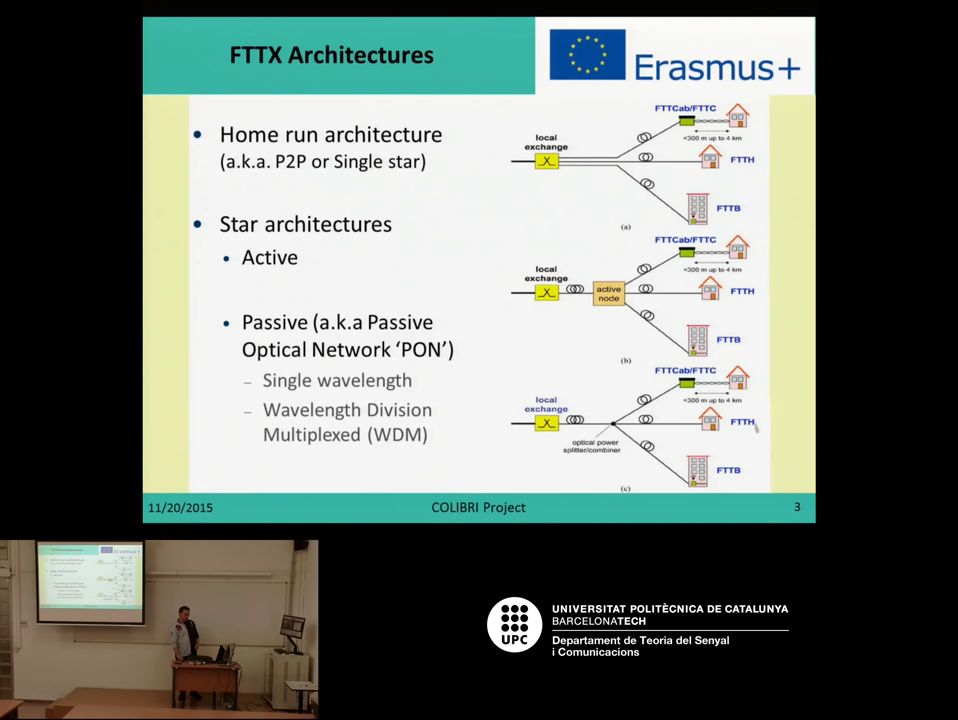 FTTX Architectures
Erasmus+
• Home run architecture
(a.k.a. P2P or Single star)
• Star architectures
• Active
• Passive (a.k.a Passive
Optical Network ‘PON’)
– Single wavelength
– Wavelength Division
Multiplexed (WDM)
FTTCab/FTTC
local
exchange
<300 m up to 4 km
FTTH
FTTB
(a)
FTTCab/FTTC
local
exchange
active
node
<300 m up to 4 km
FTTH
FTTB
(b)
FTTCab/FTTC
local
exchange
<300 m up to 4 km
FTTH
optical power
splitter/combiner
FTTB
(c)
11/20/2015
COLIBRI Project
3
UPC
UNIVERSITAT POLITÈCNICA DE CATALUNYA
BARCELONATECH
Departament de Teoria del Senyal
i Comunicacions